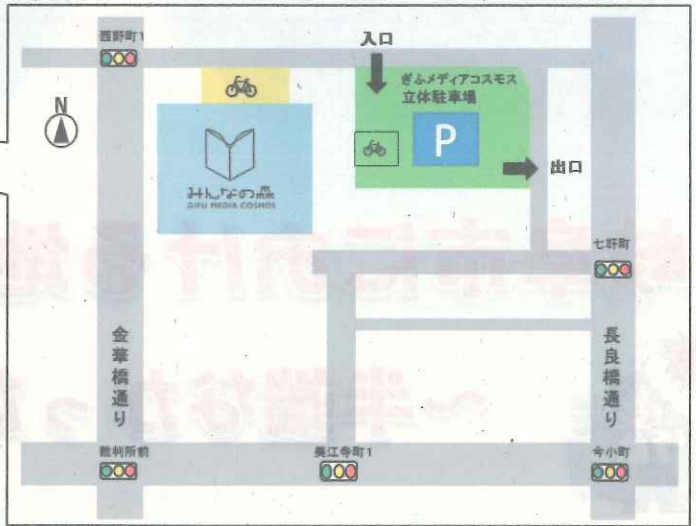 西野町1
入口
ぎふメディアコスモス
立体駐車場
N
P
出口
みんなの森
GIFU MEDIA COSMOS
七軒町
金華橋通り
長良橋通り
裁判所前
美江寺町1
今小町